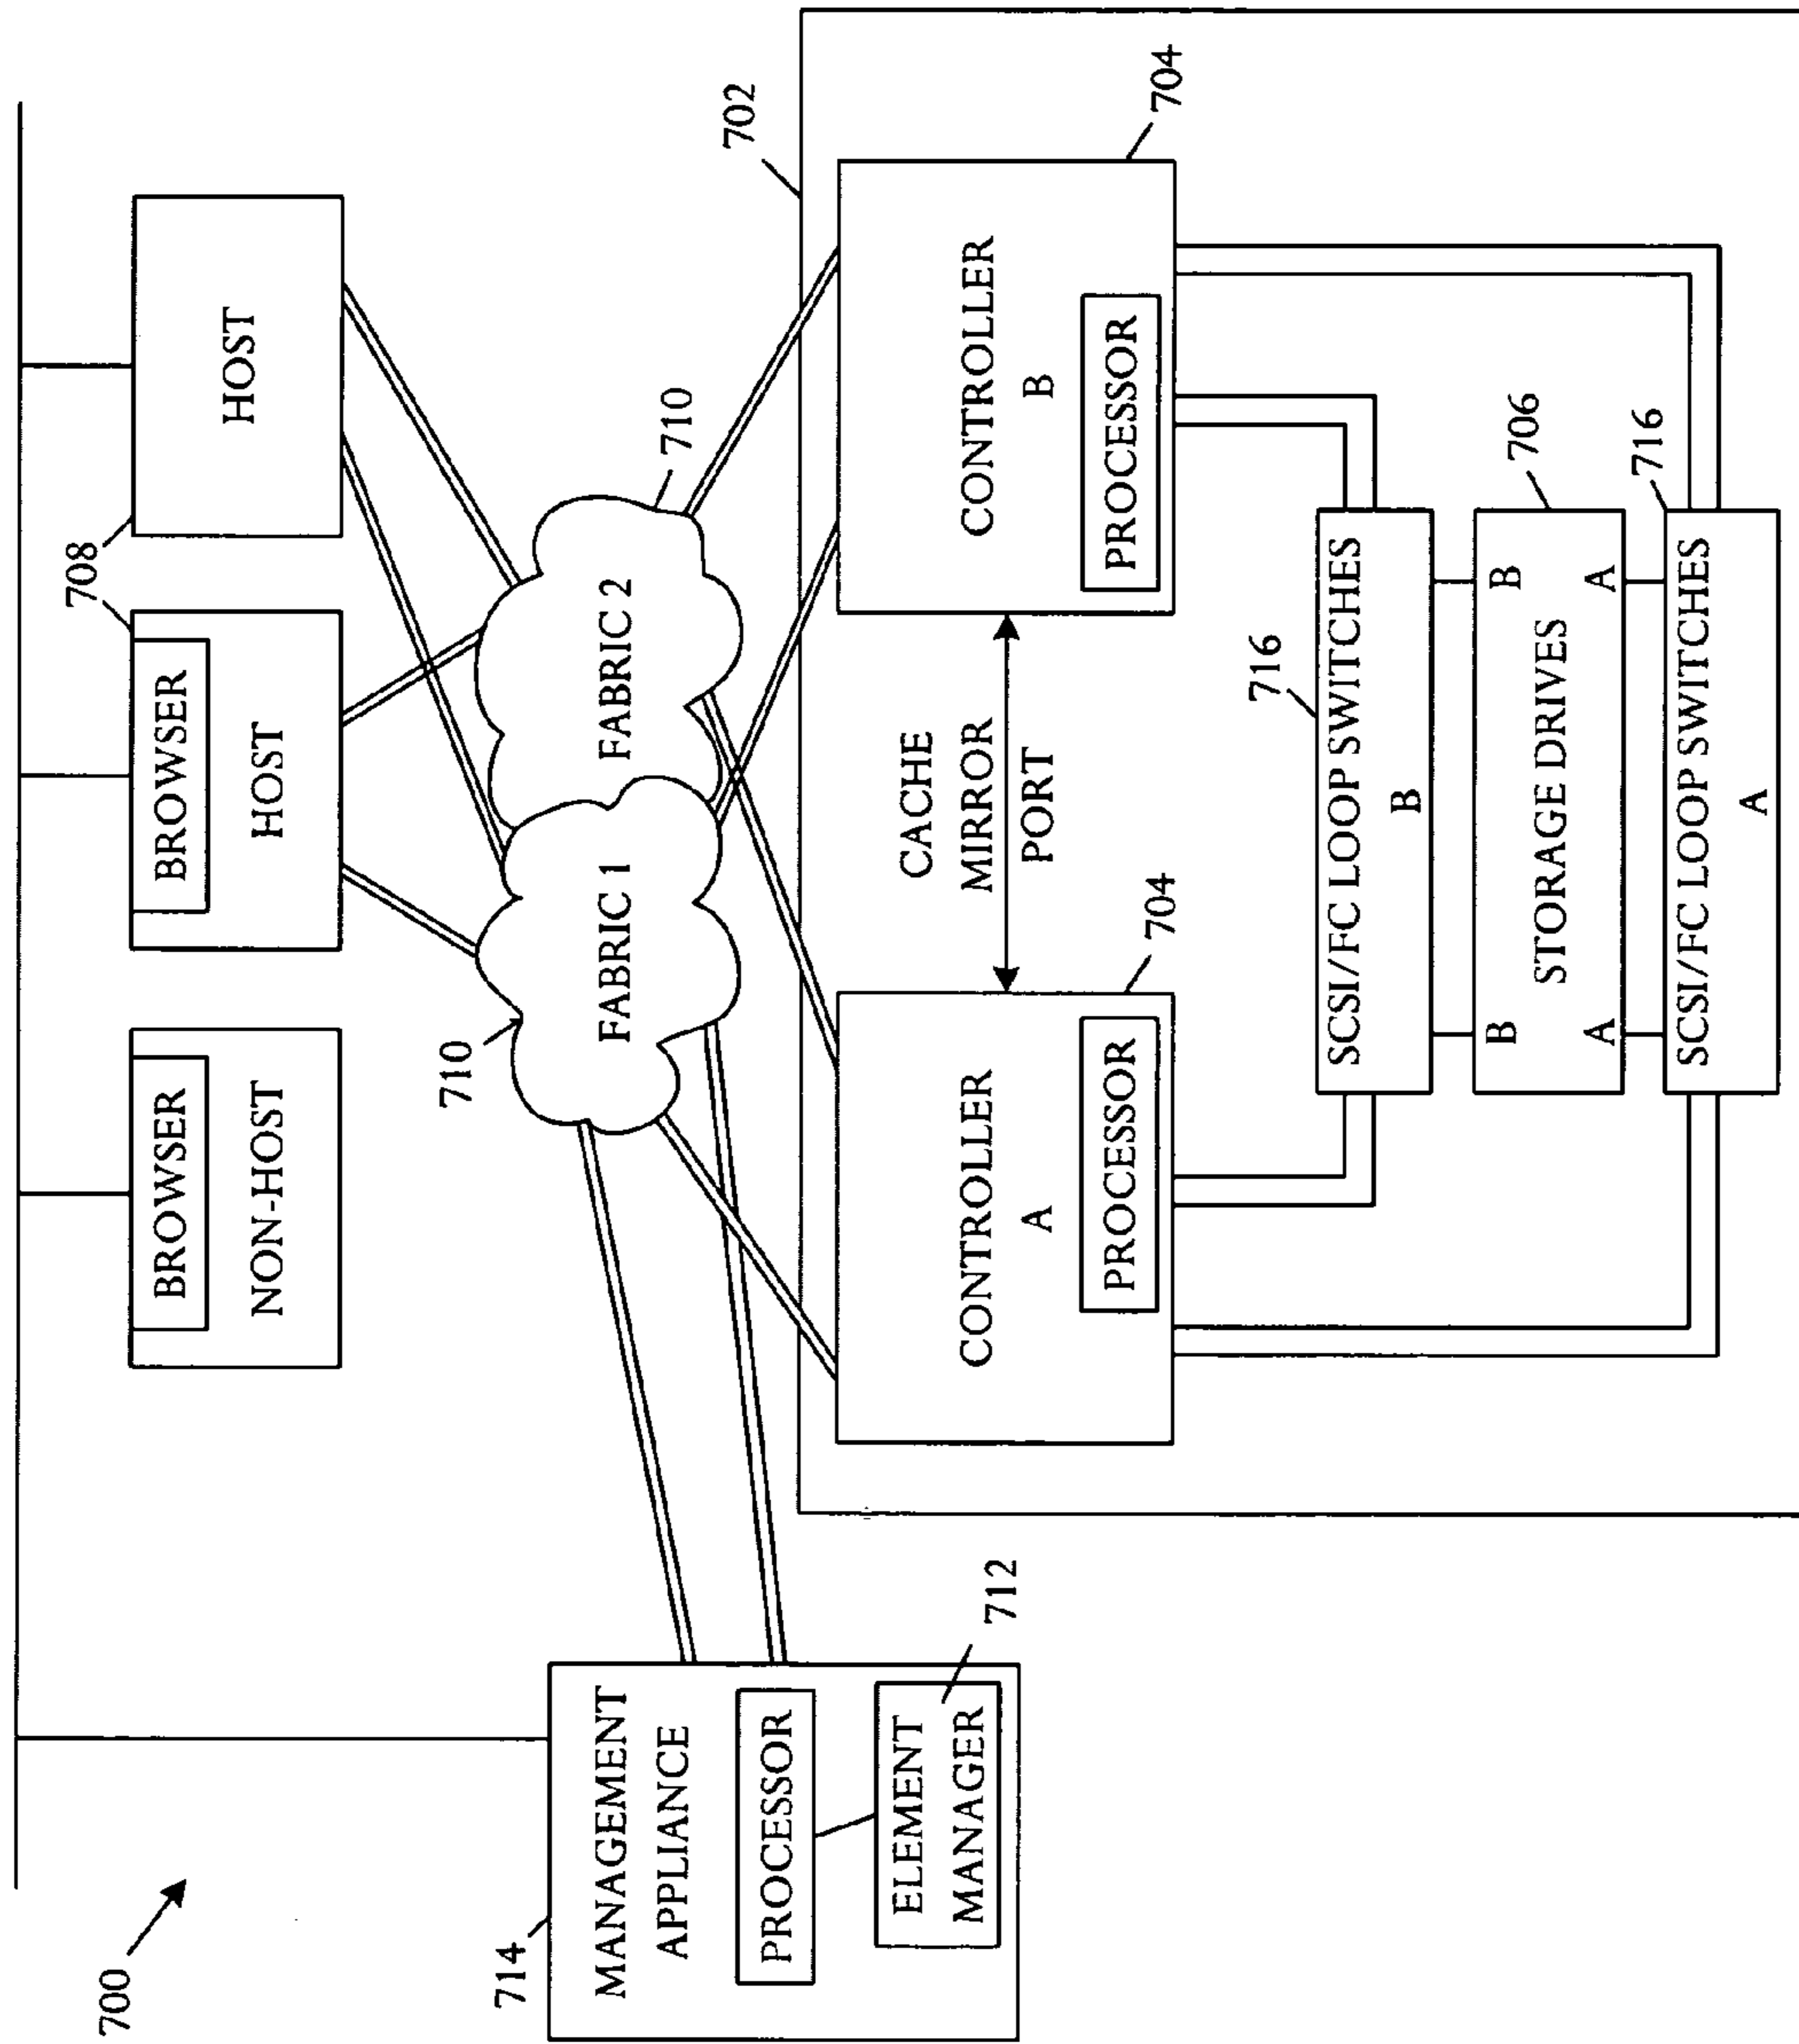 700
714
MANAGEMENT
APPLIANCE
PROCESSOR
ELEMENT
MANAGER
712
BROWSER
NON-HOST
BROWSER
HOST
708
HOST
710
FABRIC 1
FABRIC 2
710
702
CONTROLLER
A
PROCESSOR
704
CACHE
MIRROR
PORT
CONTROLLER
B
PROCESSOR
704
716
SCSI/FC LOOP SWITCHES
B
B
B
STORAGE DRIVES
706
A
A
716
SCSI/FC LOOP SWITCHES
A